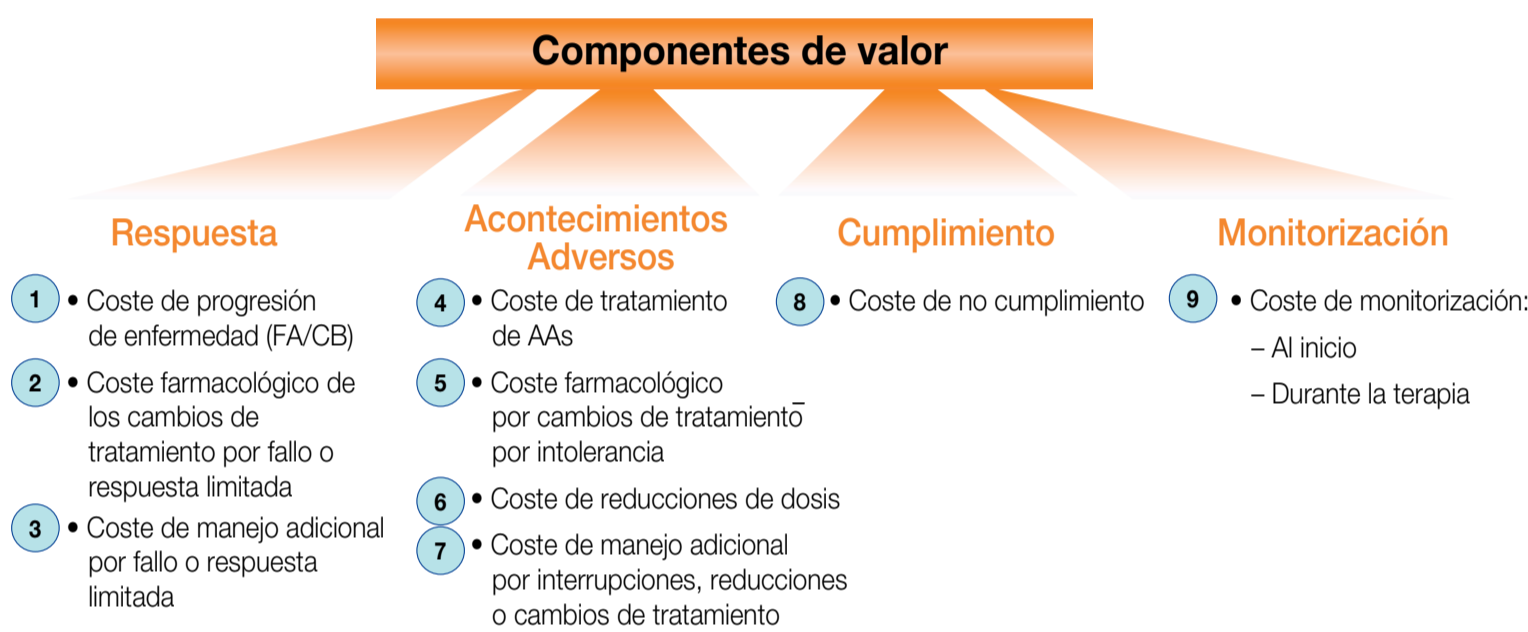 Componentes de valor
Respuesta
1 • Coste de progresión
de enfermedad (FA/CB)
2 • Coste farmacológico de
los cambios de
tratamiento por fallo o
respuesta limitada
3 • Coste de manejo adicional
por fallo o respuesta
limitada
Acontecimientos
Adversos
4 • Coste de tratamiento
de AAs
5 • Coste farmacológico
por cambios de tratamiento
por intolerancia
6 • Coste de reducciones de dosis
7 • Coste de manejo adicional
por interrupciones, reducciones
o cambios de tratamiento
Cumplimiento
8 • Coste de no cumplimiento
Monitorización
9 • Coste de monitorización:
– Al inicio
– Durante la terapia